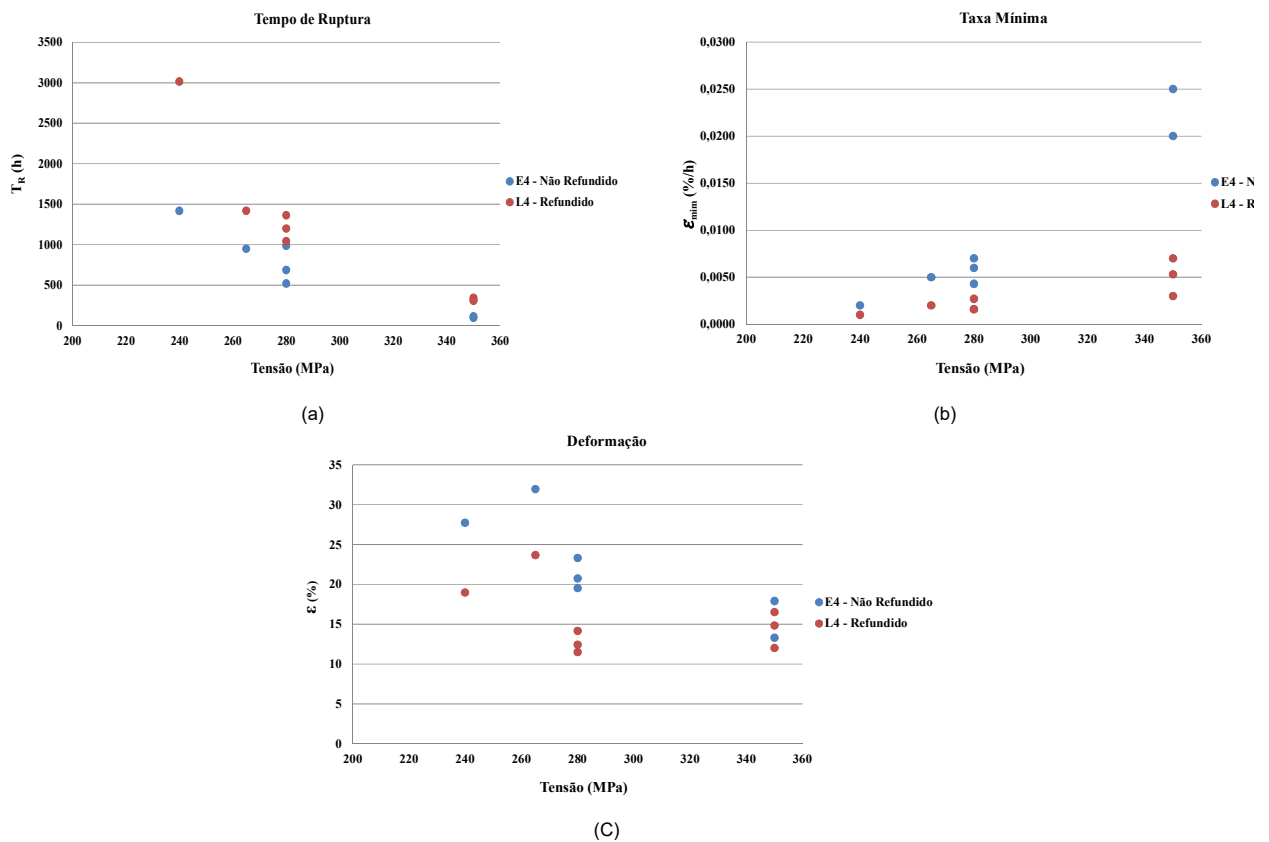 Tempo de Ruptura
3500
3000
2500
2000
1500
1000
500
0
200 220 240 260 280 300 320 340 360
T_R (h)
Tensão (MPa)
E4 - Não Refundido
L4 - Refundido
(a)
Taxa Mínima
0,0300
0,0250
0,0200
0,0150
0,0100
0,0050
0,0000
200 220 240 260 280 300 320 340 360
ε_mim (%/h)
Tensão (MPa)
E4 - N
L4 - R
(b)
Deformação
35
30
25
20
15
10
5
0
200 220 240 260 280 300 320 340 360
ε (%)
Tensão (MPa)
E4 - Não Refundido
L4 - Refundido
(C)